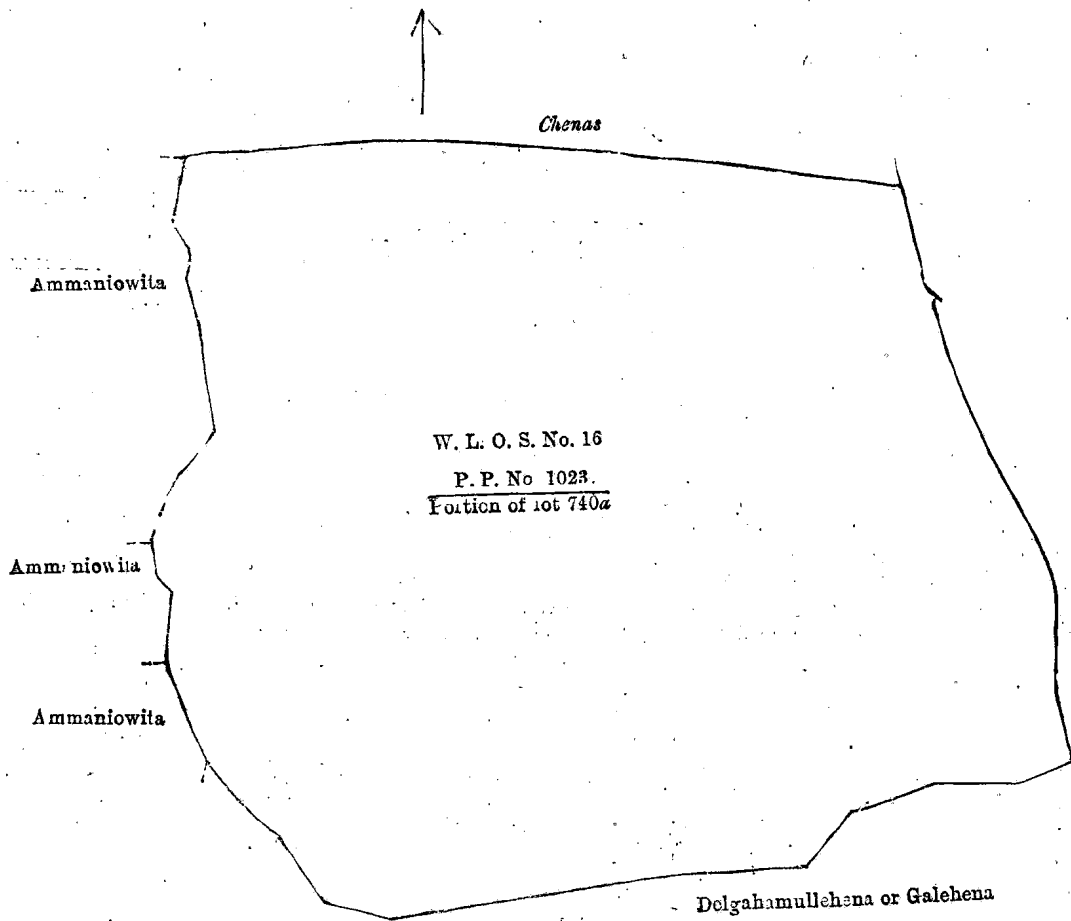 Chenas
Ammaniowita
W. L. O. S. No. 16
P. P. No 1023.
Portion of lot 740a
Ammaniowita
Ammaniowita
Delgahamullehena or Galehena